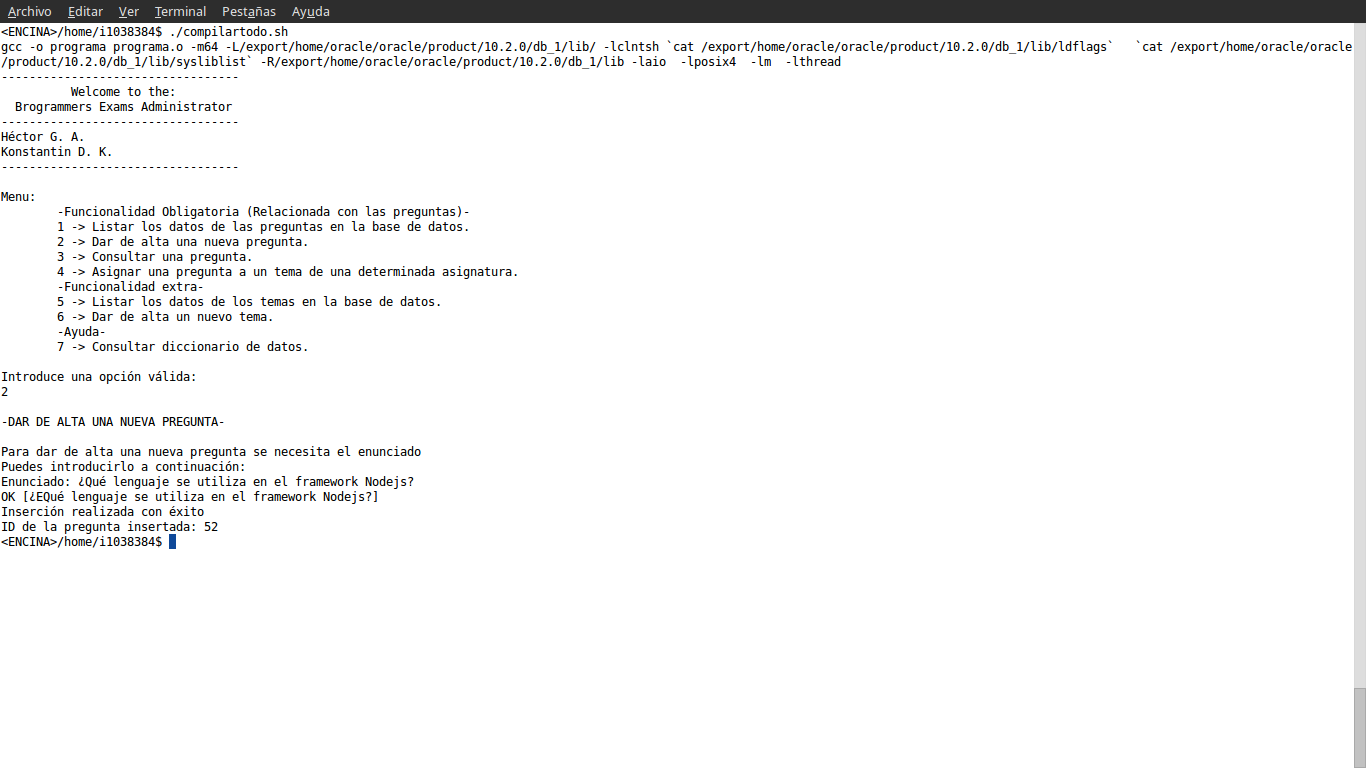 Archivo Editar Ver Terminal Pestañas Ayuda
<ENCINA>/home/i1038384$ ./compilartodo.sh
gcc -o programa programa.o -m64 -L/export/home/oracle/oracle/product/10.2.0/db_1/lib/ -lclntsh `cat /export/home/oracle/oracle/product/10.2.0/db_1/lib/ldflags`   `cat /export/home/oracle/oracle
/product/10.2.0/db_1/lib/sysliblist` -R/export/home/oracle/oracle/product/10.2.0/db_1/lib -laio  -lposix4  -lm  -lthread
----------------------------------
          Welcome to the:
  Brogrammers Exams Administrator
----------------------------------
Héctor G. A.
Konstantin D. K.
----------------------------------
Menu:
        -Funcionalidad Obligatoria (Relacionada con las preguntas)-
        1 -> Listar los datos de las preguntas en la base de datos.
        2 -> Dar de alta una nueva pregunta.
        3 -> Consultar una pregunta.
        4 -> Asignar una pregunta a un tema de una determinada asignatura.
        -Funcionalidad extra-
        5 -> Listar los datos de los temas en la base de datos.
        6 -> Dar de alta un nuevo tema.
        -Ayuda-
        7 -> Consultar diccionario de datos.
Introduce una opción válida:
2
-DAR DE ALTA UNA NUEVA PREGUNTA-
Para dar de alta una nueva pregunta se necesita el enunciado
Puedes introducirlo a continuación:
Enunciado: ¿Qué lenguaje se utiliza en el framework Nodejs?
OK [¿EQué lenguaje se utiliza en el framework Nodejs?]
Inserción realizada con éxito
ID de la pregunta insertada: 52
<ENCINA>/home/i1038384$